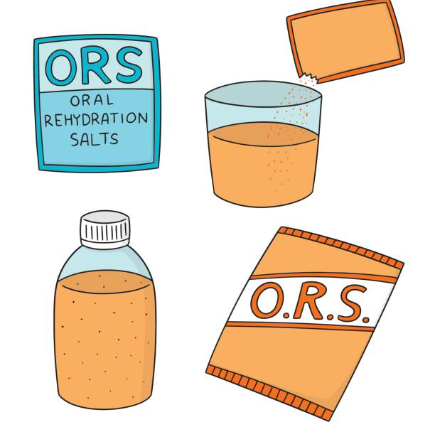 ORS
ORAL
REHYDRATION
SALTS
O.R.S.